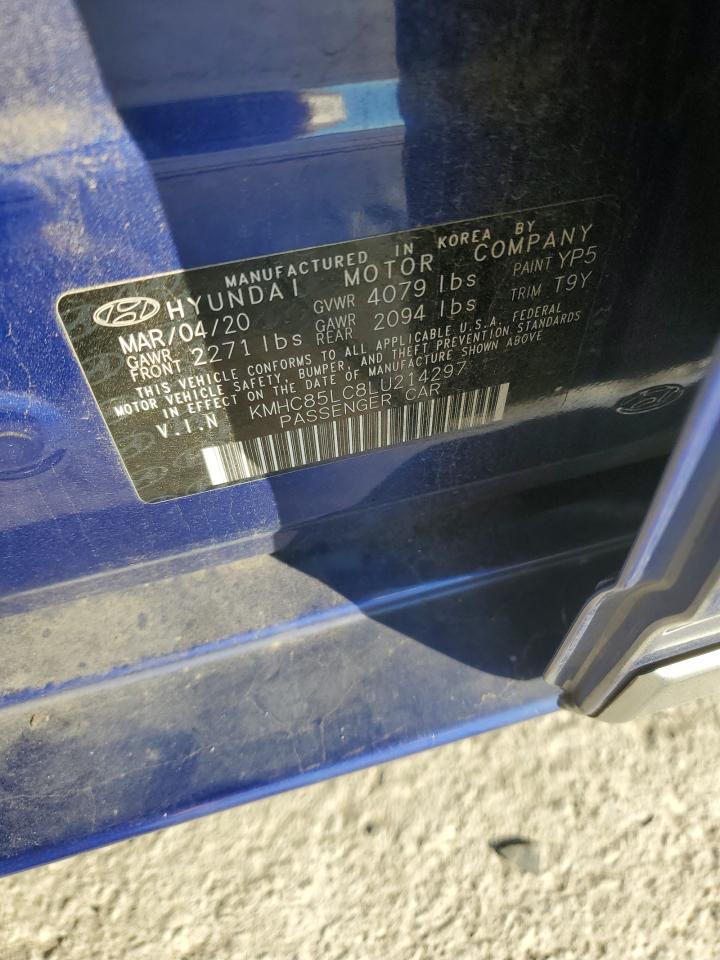 MANUFACTURED IN KOREA BY
HYUNDAI MOTOR COMPANY
MAR/04/20 GVWR 4079 lbs PAINT YP5
GAWR FRONT 2271 lbs GAWR REAR 2094 lbs TRIM T9Y
THIS VEHICLE CONFORMS TO ALL APPLICABLE U.S.A. FEDERAL
MOTOR VEHICLE SAFETY, BUMPER, AND THEFT PREVENTION STANDARDS
IN EFFECT ON THE DATE OF MANUFACTURE SHOWN ABOVE
V.I.N KMHC85LC8LU214297
PASSENGER CAR